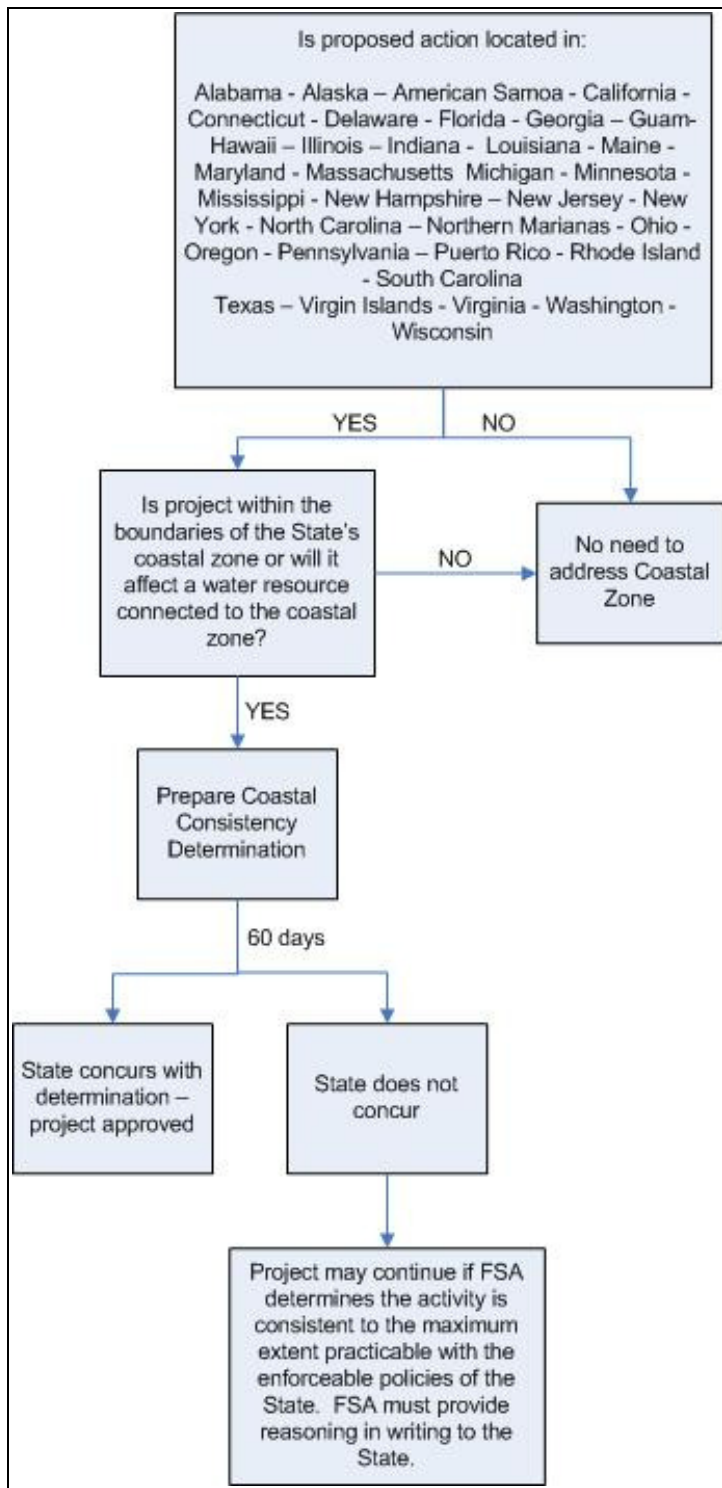 Is proposed action located in:
Alabama - Alaska – American Samoa - California -
Connecticut - Delaware - Florida - Georgia – Guam-
Hawaii – Illinois – Indiana -  Louisiana - Maine -
Maryland - Massachusetts  Michigan - Minnesota -
Mississippi - New Hampshire – New Jersey - New
York - North Carolina – Northern Marianas - Ohio -
Oregon - Pennsylvania – Puerto Rico - Rhode Island
- South Carolina
Texas – Virgin Islands - Virginia - Washington -
Wisconsin
YES
NO
Is project within the
boundaries of the State's
coastal zone or will it
affect a water resource
connected to the coastal
zone?
NO
No need to
address Coastal
Zone
YES
Prepare Coastal
Consistency
Determination
60 days
State concurs with
determination –
project approved
State does not
concur
Project may continue if FSA
determines the activity is
consistent to the maximum
extent practicable with the
enforceable policies of the
State.  FSA must provide
reasoning in writing to the
State.